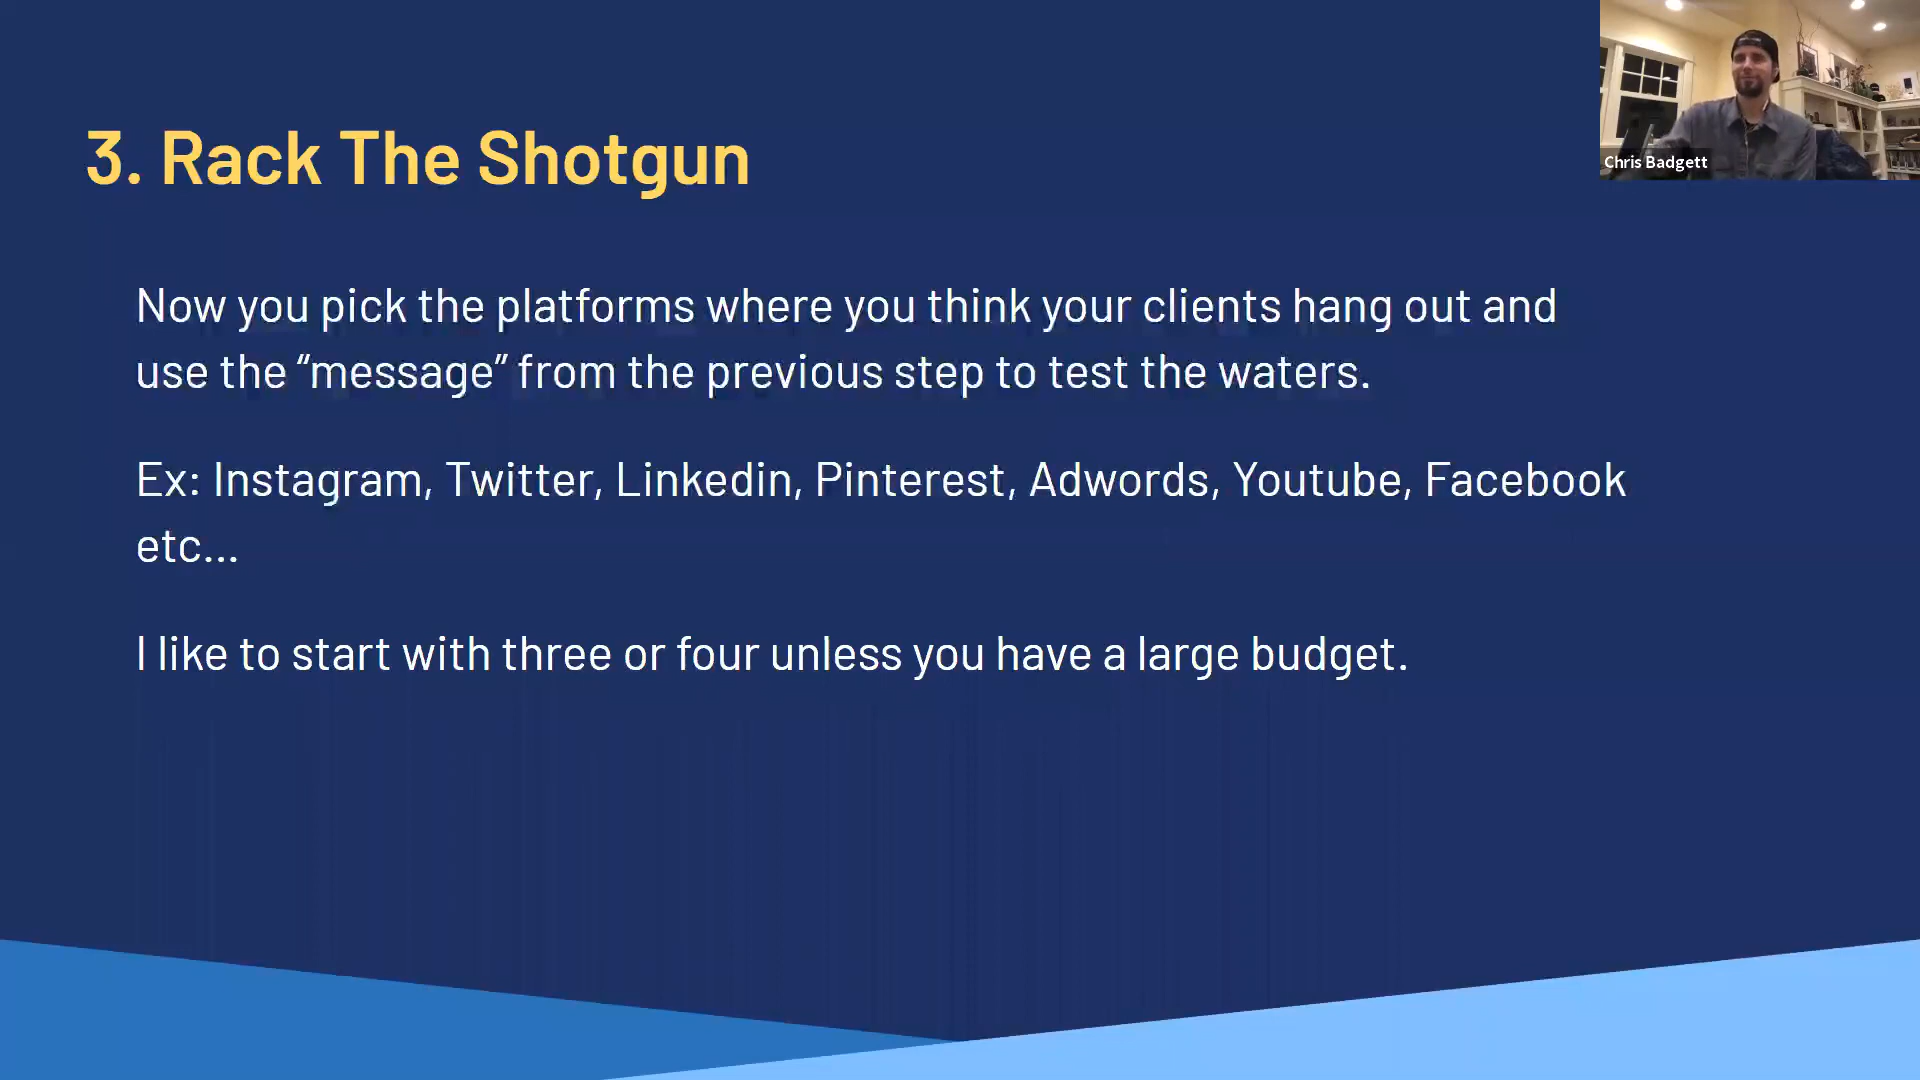 3. Rack The Shotgun
Chris Badgett
Now you pick the platforms where you think your clients hang out and
use the “message” from the previous step to test the waters.
Ex: Instagram, Twitter, Linkedin, Pinterest, Adwords, Youtube, Facebook
etc...
I like to start with three or four unless you have a large budget.